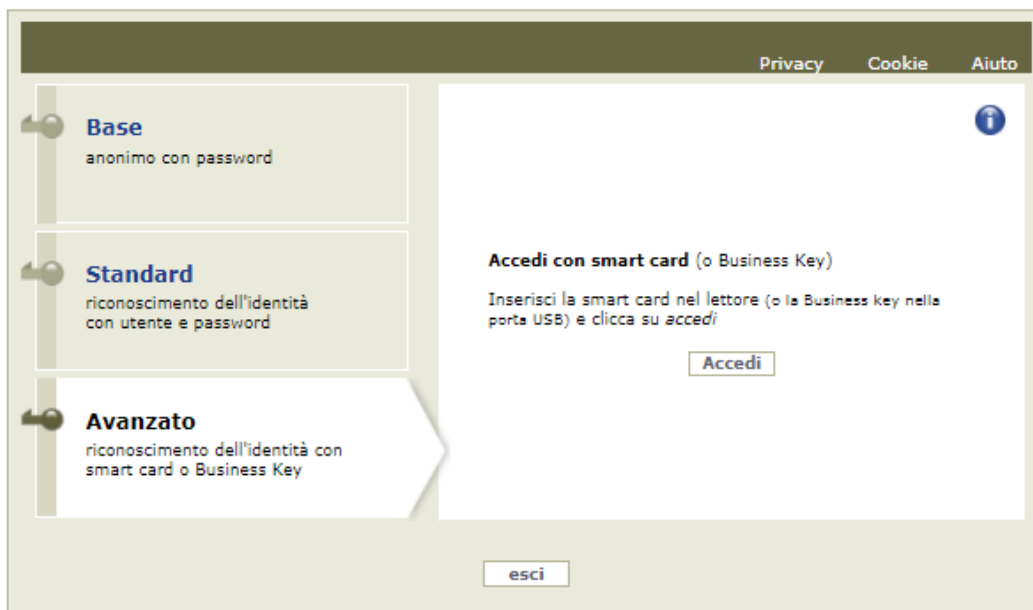 Privacy Cookie Aiuto
Base
anonimo con password
Standard
riconoscimento dell'identità
con utente e password
Avanzato
riconoscimento dell'identità con
smart card o Business Key
Accedi con smart card (o Business Key)
Inserisci la smart card nel lettore (o la Business key nella
porta USB) e clicca su accedi
Accedi
esci